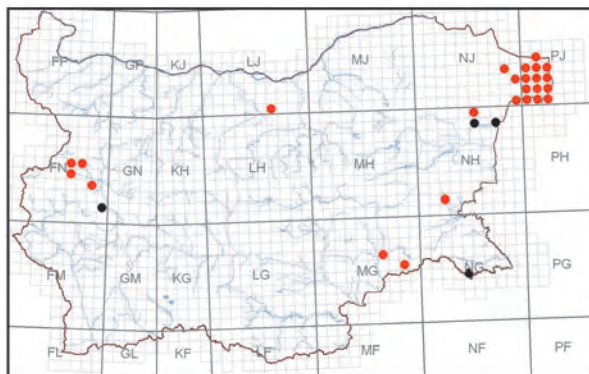 FP GP KJ LJ MJ NJ PJ
FN GN KH LH MH NH PH
FM GM KG LG MG NG PG
FL GL KF LF MF NF PF